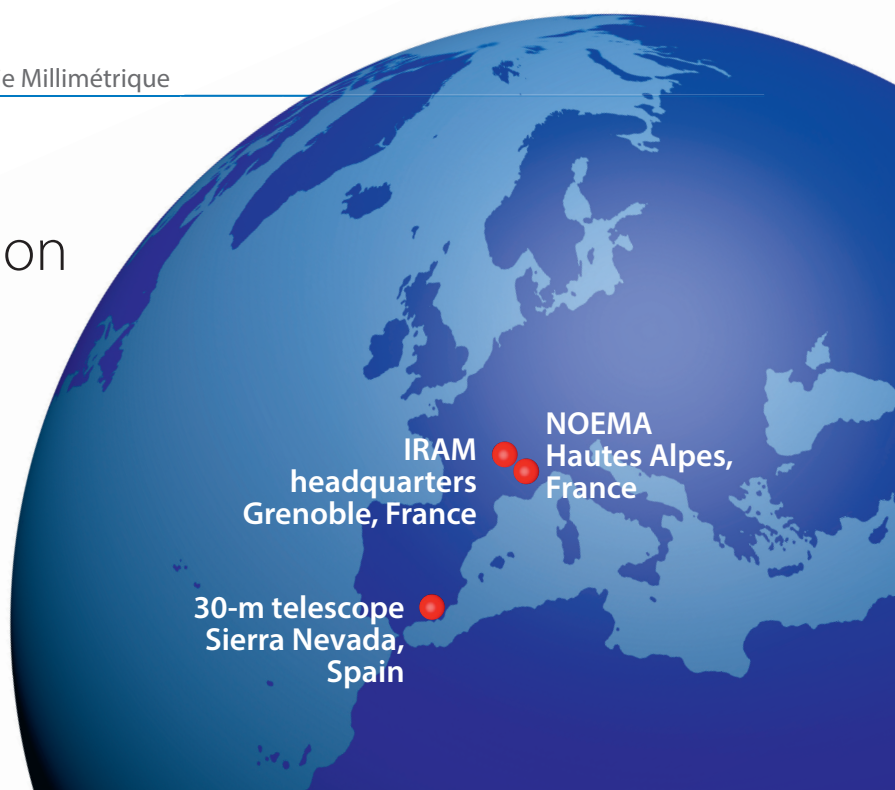 e Millimétrique
on
NOEMA
Hautes Alpes,
France
IRAM
headquarters
Grenoble, France
30-m telescope
Sierra Nevada,
Spain